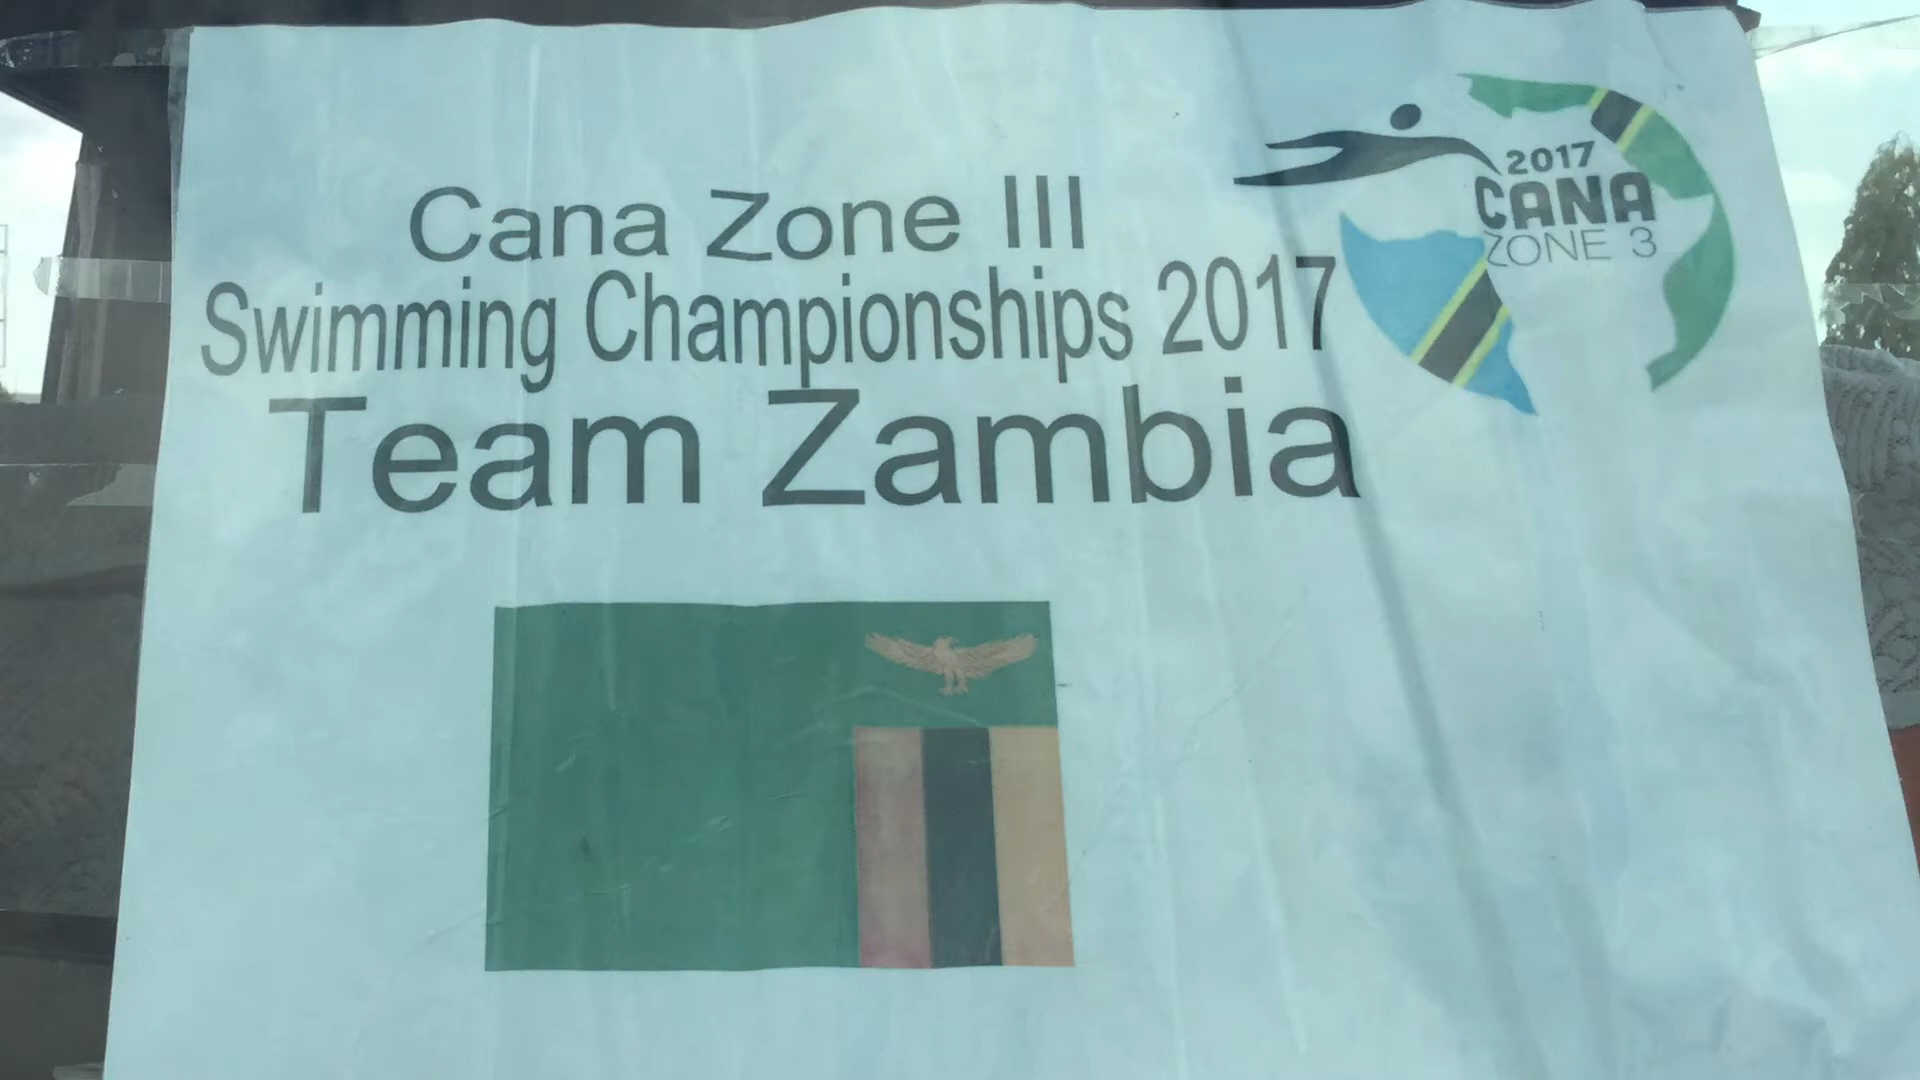 Cana Zone III
Swimming Championships 2017
Team Zambia
2017
CANA
ZONE 3